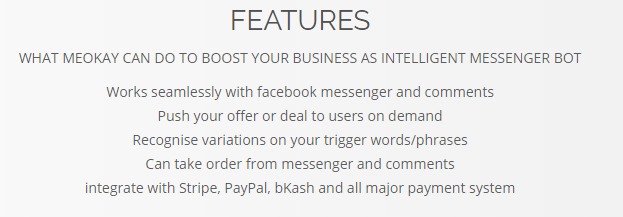 FEATURES
WHAT MEOKAY CAN DO TO BOOST YOUR BUSINESS AS INTELLIGENT MESSENGER BOT
Works seamlessly with facebook messenger and comments
Push your offer or deal to users on demand
Recognise variations on your trigger words/phrases
Can take order from messenger and comments
integrate with Stripe, PayPal, bKash and all major payment system